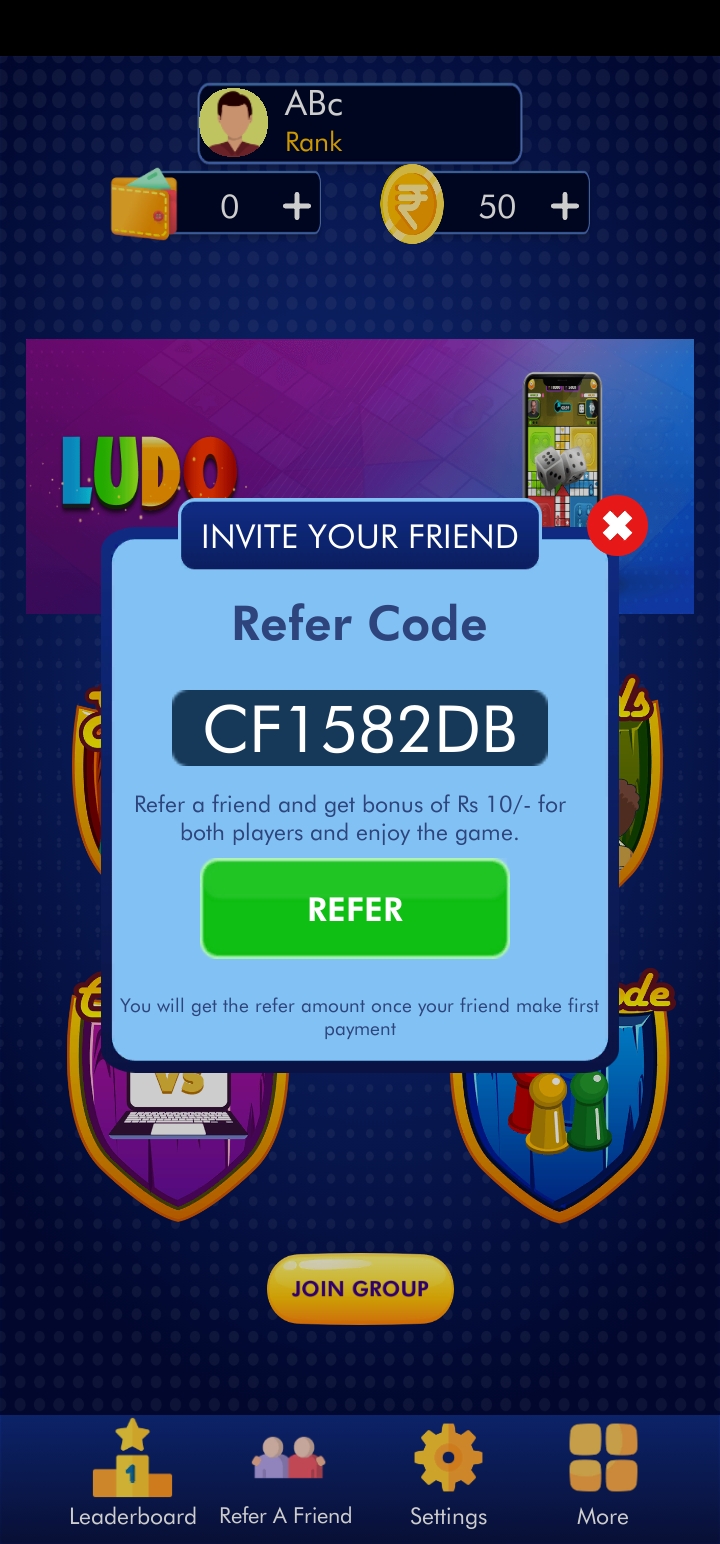 ABc
Rank
0 +
50 +
LUDO
INVITE YOUR FRIEND
Refer Code
CF1582DB
Refer a friend and get bonus of Rs 10/- for
both players and enjoy the game.
REFER
You will get the refer amount once your friend make first
payment
VS
JOIN GROUP
1
Leaderboard
Refer A Friend
Settings
More